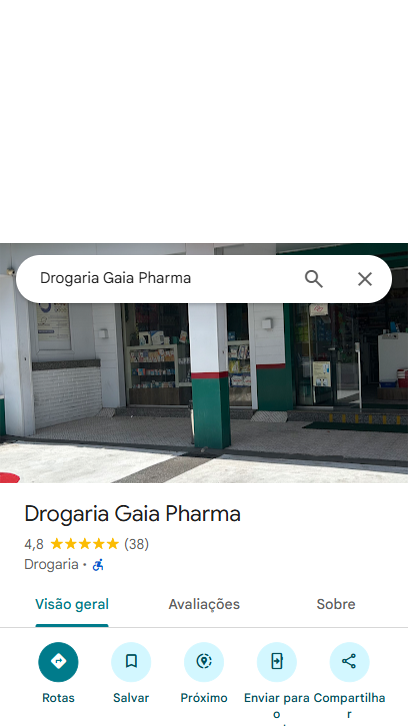 Drogaria Gaia Pharma
Drogaria Gaia Pharma
4,8 (38)
Drogaria ·
Visão geral
Avaliações
Sobre
Rotas
Salvar
Próximo
Enviar para
o
Compartilha
r